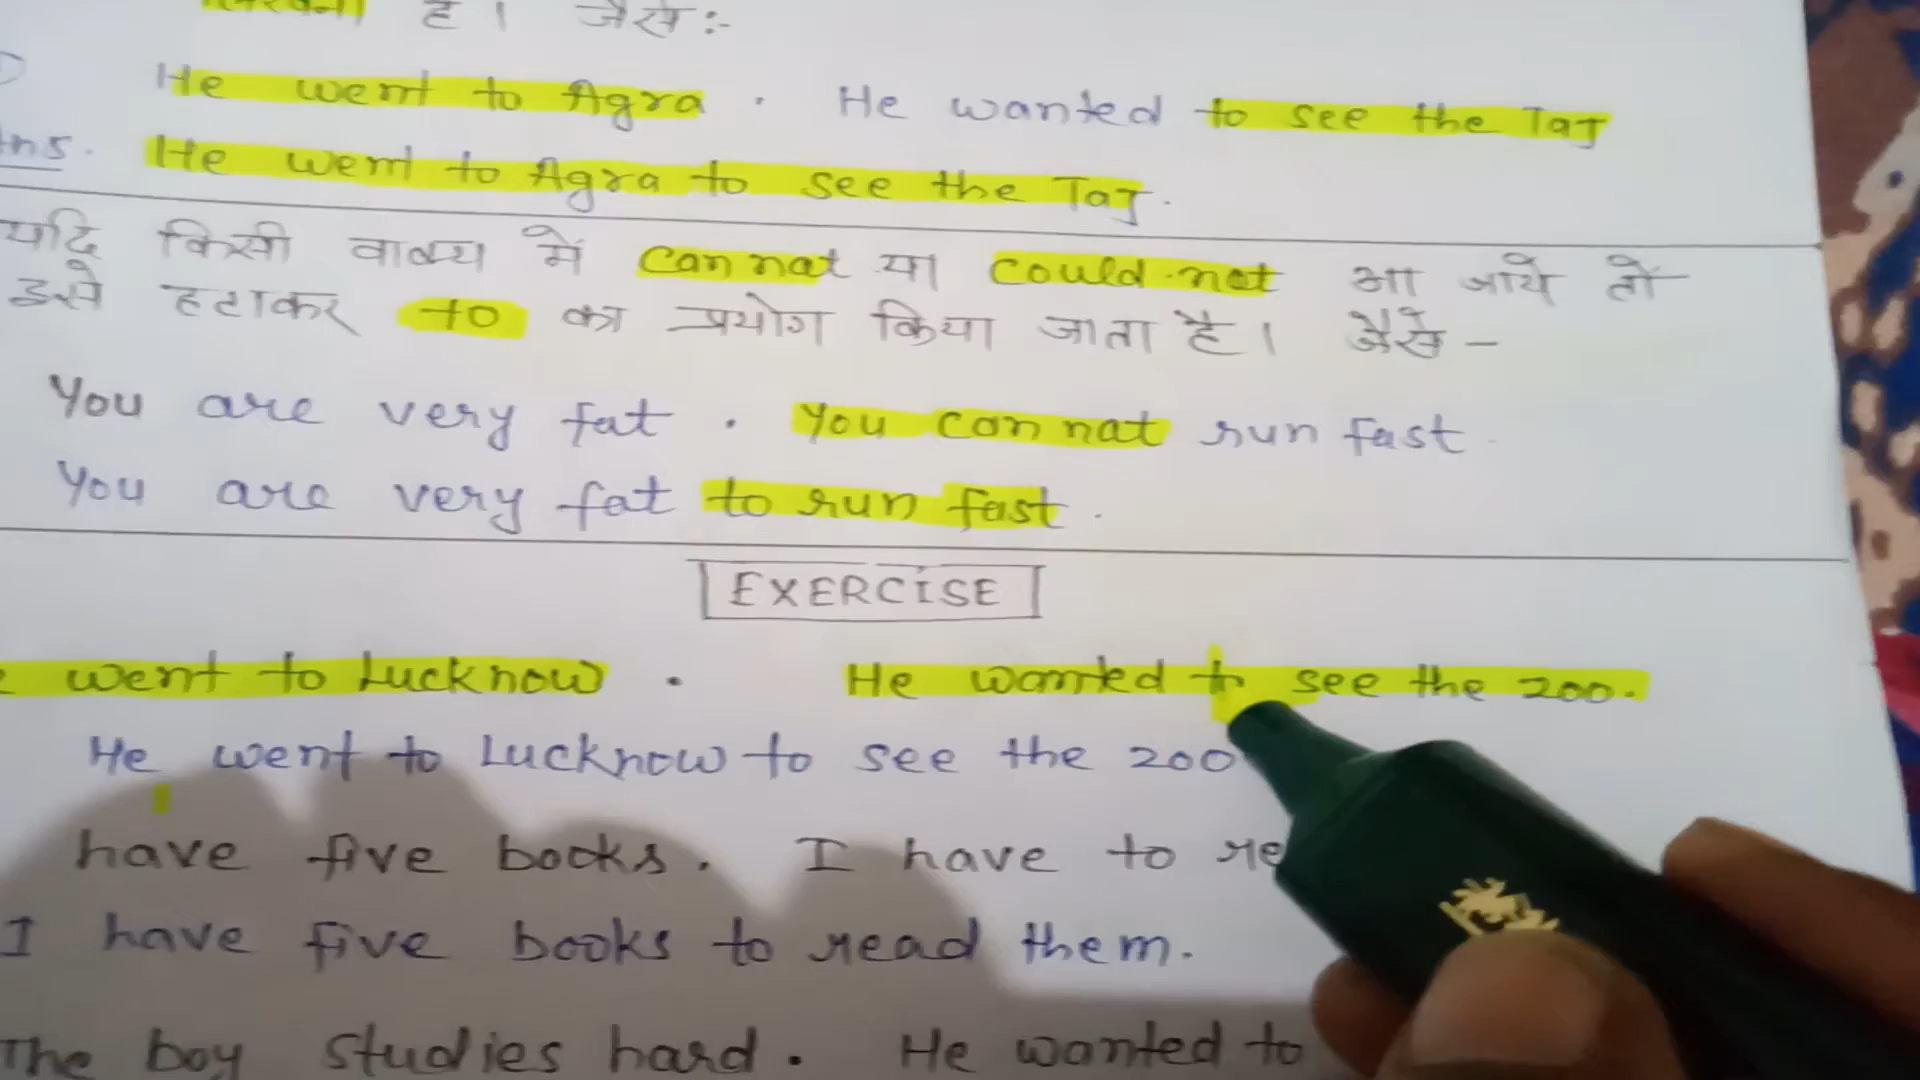 है। जैसे :-
He went to Agra. He wanted to see the Taj
Ans. He went to Agra to see the Taj.
यदि किसी वाक्य में can not या could not आ जाये तो
इसे हटाकर to का प्रयोग किया जाता है। जैसे -
You are very fat. You can not run fast.
You are very fat to run fast.
EXERCISE
went to Lucknow. He wanted to see the zoo.
He went to Lucknow to see the zoo
have five books. I have to re
I have five books to read them.
The boy studies hard. He wanted to